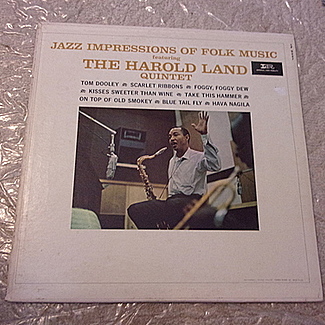 JAZZ IMPRESSIONS OF FOLK MUSIC
featuring
THE HAROLD LAND
QUINTET
TOM DOOLEY ★ SCARLET RIBBONS ★ FOGGY, FOGGY DEW
★ KISSES SWEETER THAN WINE ★ TAKE THIS HAMMER ★
ON TOP OF OLD SMOKEY ★ BLUE TAIL FLY ★ HAVA NAGILA